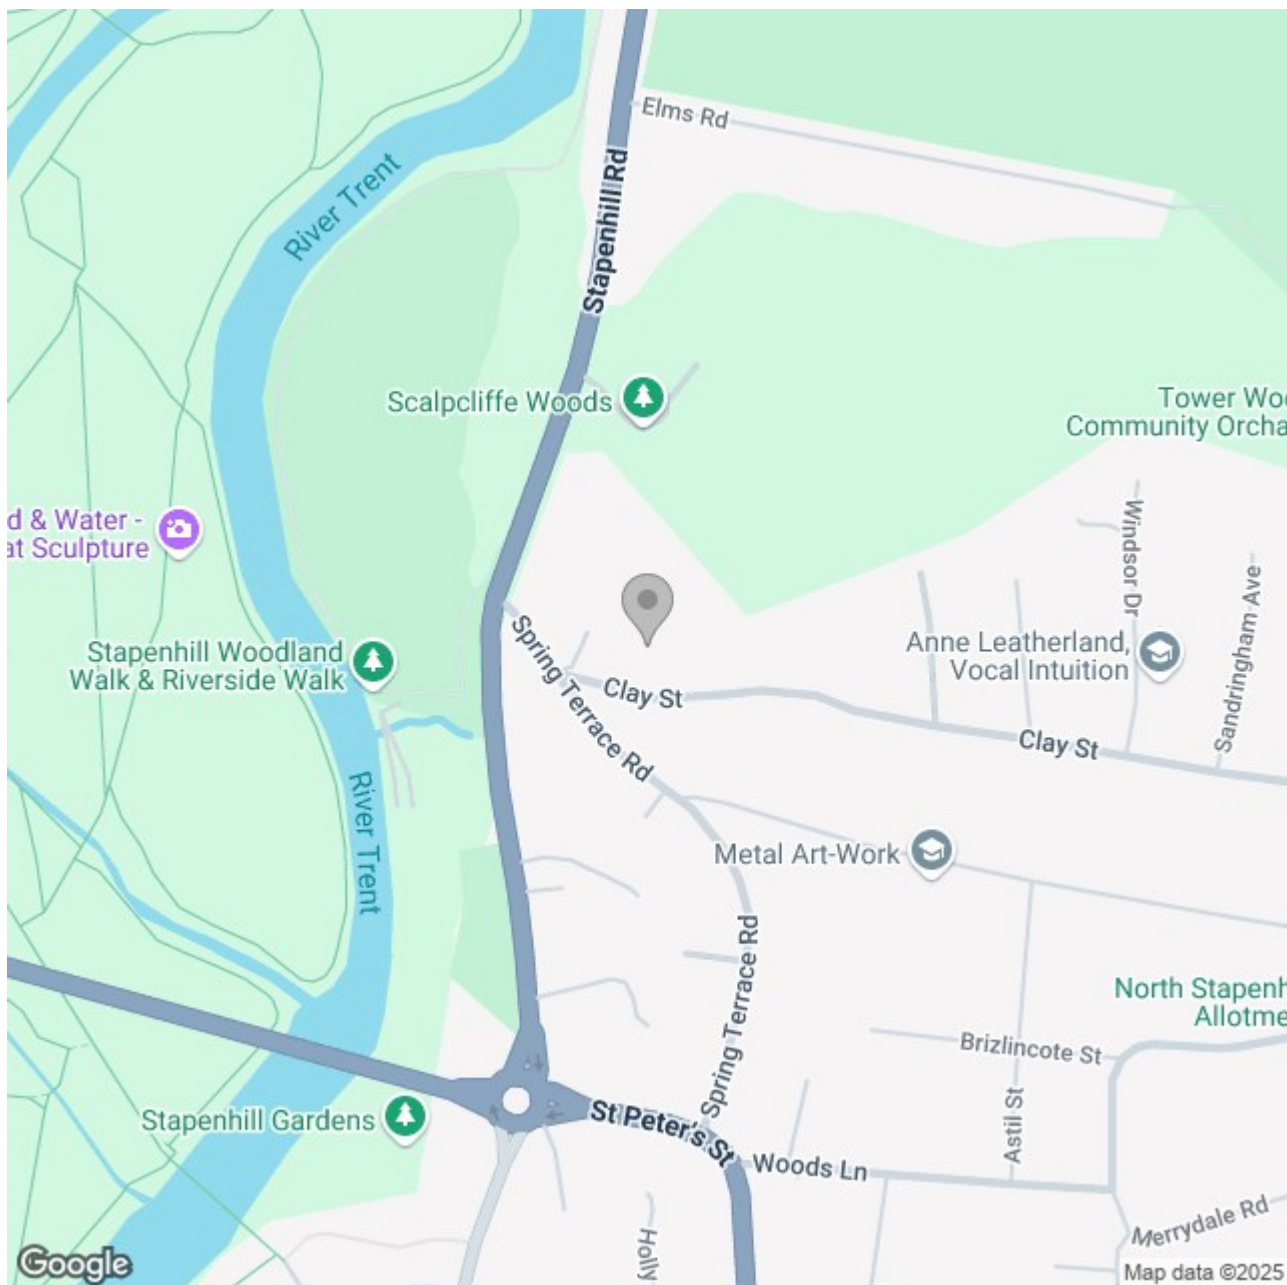 Elms Rd
River Trent
Stapenhill Rd
Scalpcliffe Woods
Tower Woo
Community Orcha
d & Water -
at Sculpture
Windsor Dr
Sandringham Ave
Spring Terrace Rd
Anne Leatherland,
Vocal Intuition
Stapenhill Woodland
Walk & Riverside Walk
Clay St
Clay St
River Trent
Metal Art-Work
Spring Terrace Rd
North Stapenh
Allotme
Brizlincote St
Astil St
Stapenhill Gardens
St Peter's St
Woods Ln
Merrydale Rd
Holly
Google
Map data ©2025